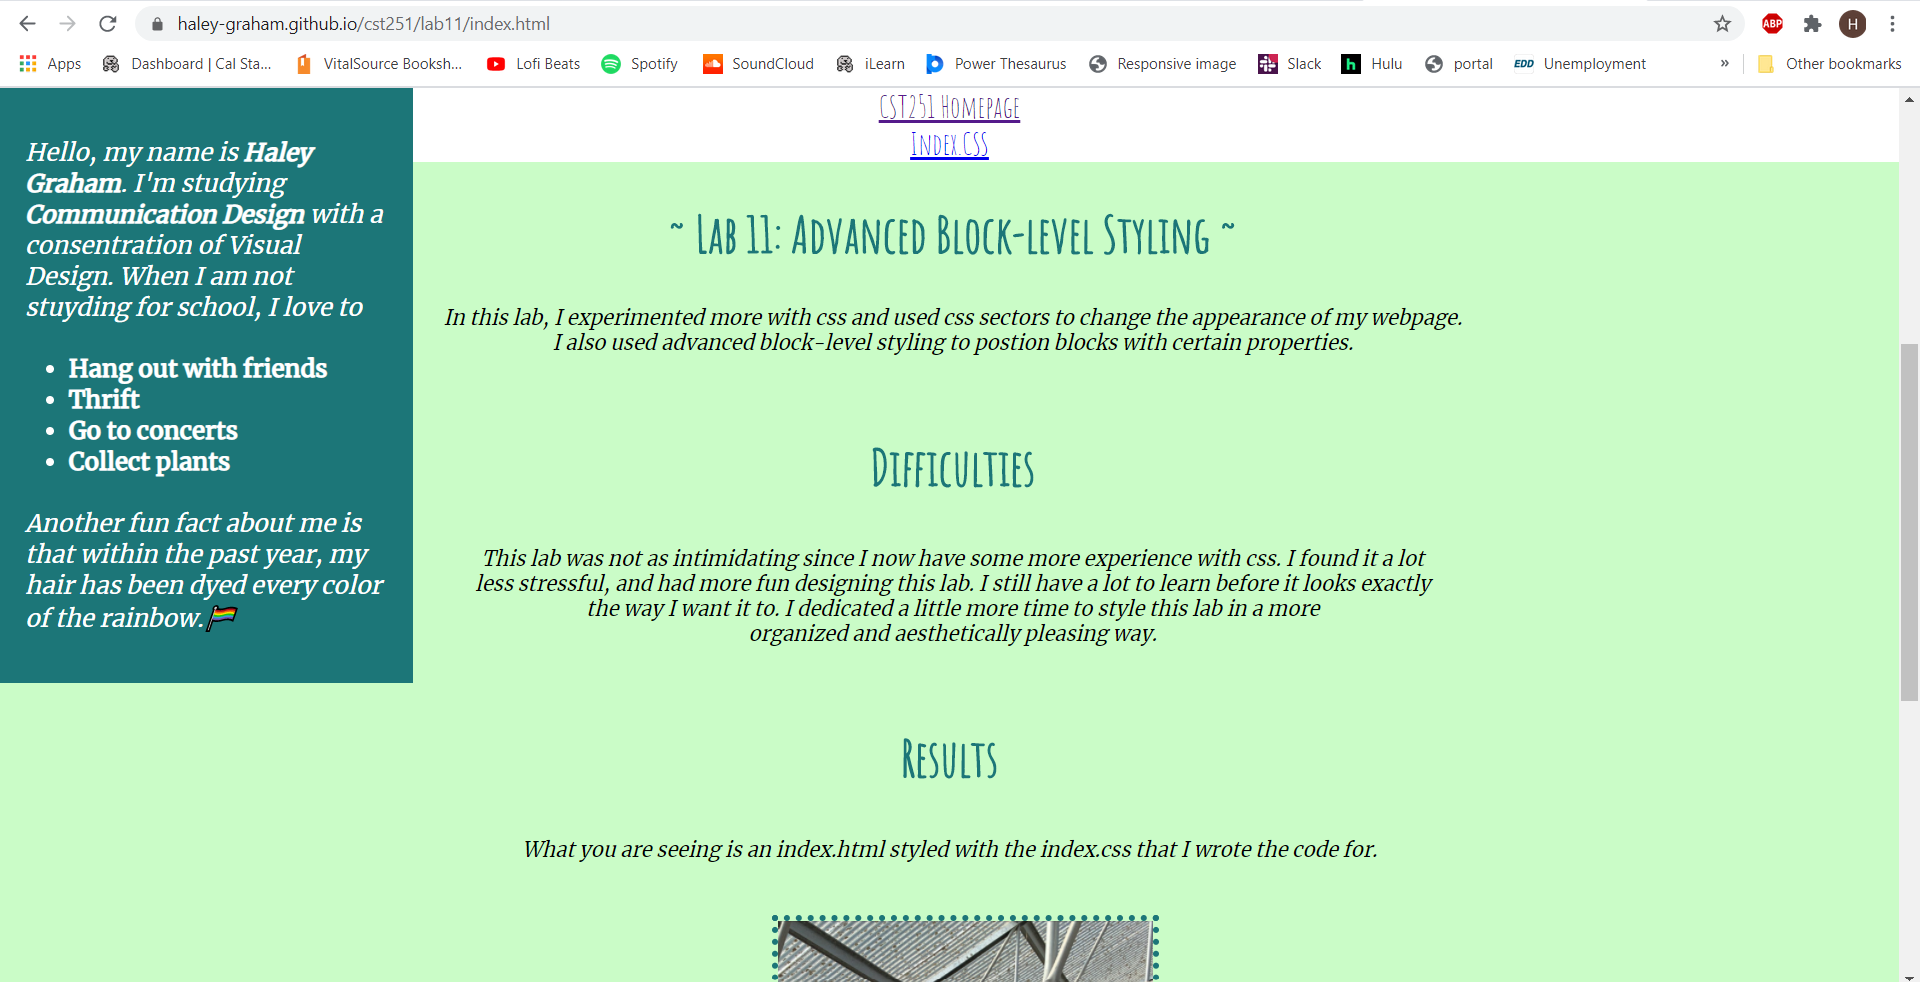 haley-graham.github.io/cst251/lab11/index.html
ABP
H
Apps
Dashboard | Cal Sta...
VitalSource Booksh...
Lofi Beats
Spotify
SoundCloud
iLearn
Power Thesaurus
Responsive image
Slack
h
Hulu
portal
EDD
Unemployment
»
Other bookmarks
Hello, my name is Haley
Graham. I'm studying
Communication Design with a
consentration of Visual
Design. When I am not
stuyding for school, I love to
• Hang out with friends
• Thrift
• Go to concerts
• Collect plants
Another fun fact about me is
that within the past year, my
hair has been dyed every color
of the rainbow.🏳️‍🌈
CST251 Homepage
Index.CSS
~ Lab 11: Advanced Block-level Styling ~
In this lab, I experimented more with css and used css sectors to change the appearance of my webpage.
I also used advanced block-level styling to postion blocks with certain properties.
Difficulties
This lab was not as intimidating since I now have some more experience with css. I found it a lot
less stressful, and had more fun designing this lab. I still have a lot to learn before it looks exactly
the way I want it to. I dedicated a little more time to style this lab in a more
organized and aesthetically pleasing way.
Results
What you are seeing is an index.html styled with the index.css that I wrote the code for.